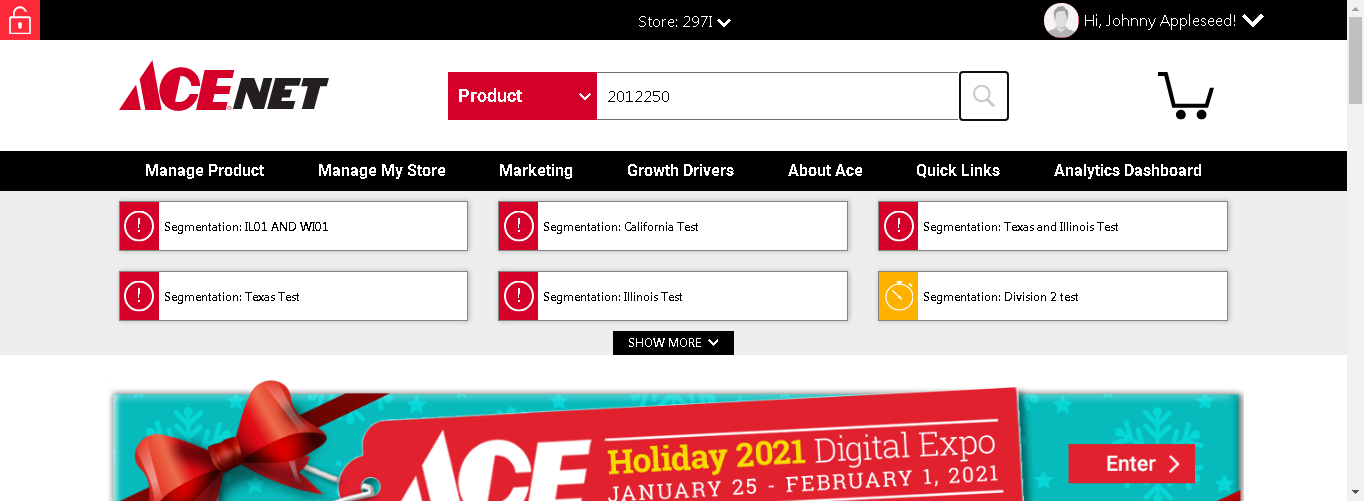 Store: 297I
Hi, Johnny Appleseed!
ACENET
Product
2012250
Manage Product
Manage My Store
Marketing
Growth Drivers
About Ace
Quick Links
Analytics Dashboard
Segmentation: IL01 AND WI01
Segmentation: California Test
Segmentation: Texas and Illinois Test
Segmentation: Texas Test
Segmentation: Illinois Test
Segmentation: Division 2 test
SHOW MORE
ACE
Holiday 2021 Digital Expo
JANUARY 25 - FEBRUARY 1, 2021
Enter